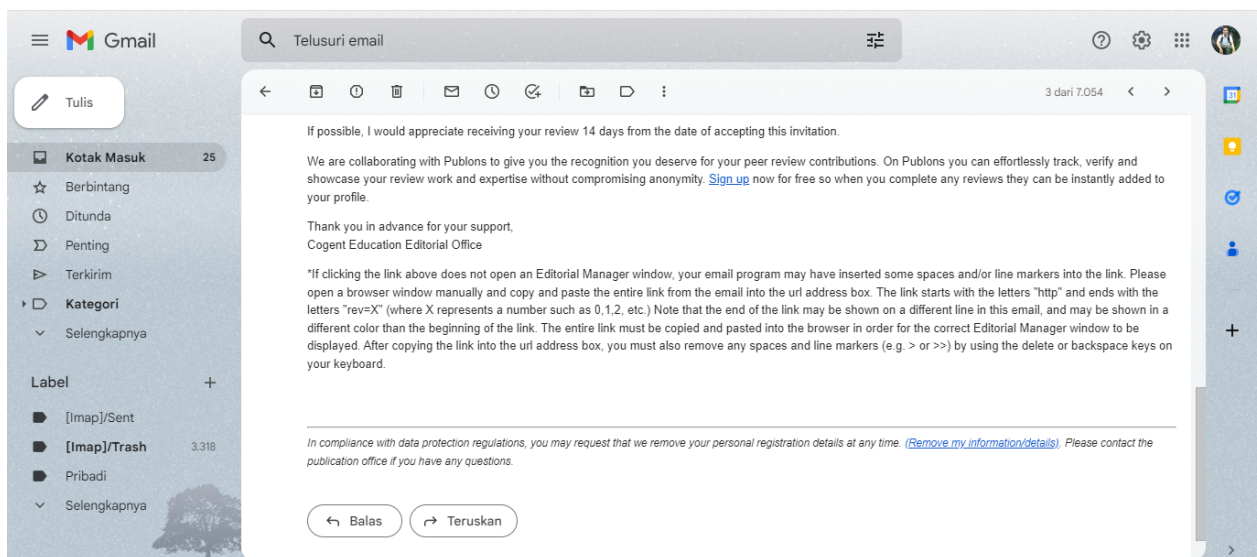 Gmail
Telusuri email
Tulis
3 dari 7.054
31
Kotak Masuk 25
Berbintang
Ditunda
Penting
Terkirim
Kategori
Selengkapnya
Label
[Imap]/Sent
[Imap]/Trash 3.318
Pribadi
Selengkapnya
If possible, I would appreciate receiving your review 14 days from the date of accepting this invitation.
We are collaborating with Publons to give you the recognition you deserve for your peer review contributions. On Publons you can effortlessly track, verify and
showcase your review work and expertise without compromising anonymity. Sign up now for free so when you complete any reviews they can be instantly added to
your profile.
Thank you in advance for your support,
Cogent Education Editorial Office
*If clicking the link above does not open an Editorial Manager window, your email program may have inserted some spaces and/or line markers into the link. Please
open a browser window manually and copy and paste the entire link from the email into the url address box. The link starts with the letters "http" and ends with the
letters "rev=X" (where X represents a number such as 0,1,2, etc.) Note that the end of the link may be shown on a different line in this email, and may be shown in a
different color than the beginning of the link. The entire link must be copied and pasted into the browser in order for the correct Editorial Manager window to be
displayed. After copying the link into the url address box, you must also remove any spaces and line markers (e.g. > or >>) by using the delete or backspace keys on
your keyboard.
In compliance with data protection regulations, you may request that we remove your personal registration details at any time. (Remove my information/details). Please contact the
publication office if you have any questions.
Balas
Teruskan